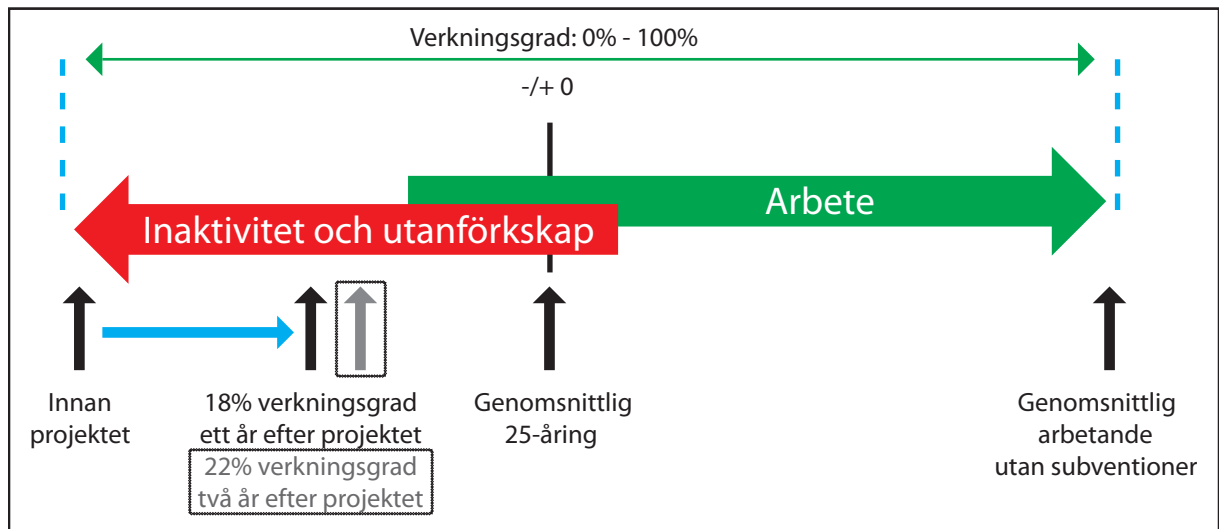 Verkningsgrad: 0% - 100%
-/+ 0
Arbete
Inaktivitet och utanförkskap
Innan
projektet
18% verkningsgrad
ett år efter projektet
22% verkningsgrad
två år efter projektet
Genomsnittlig
25-åring
Genomsnittlig
arbetande
utan subventioner